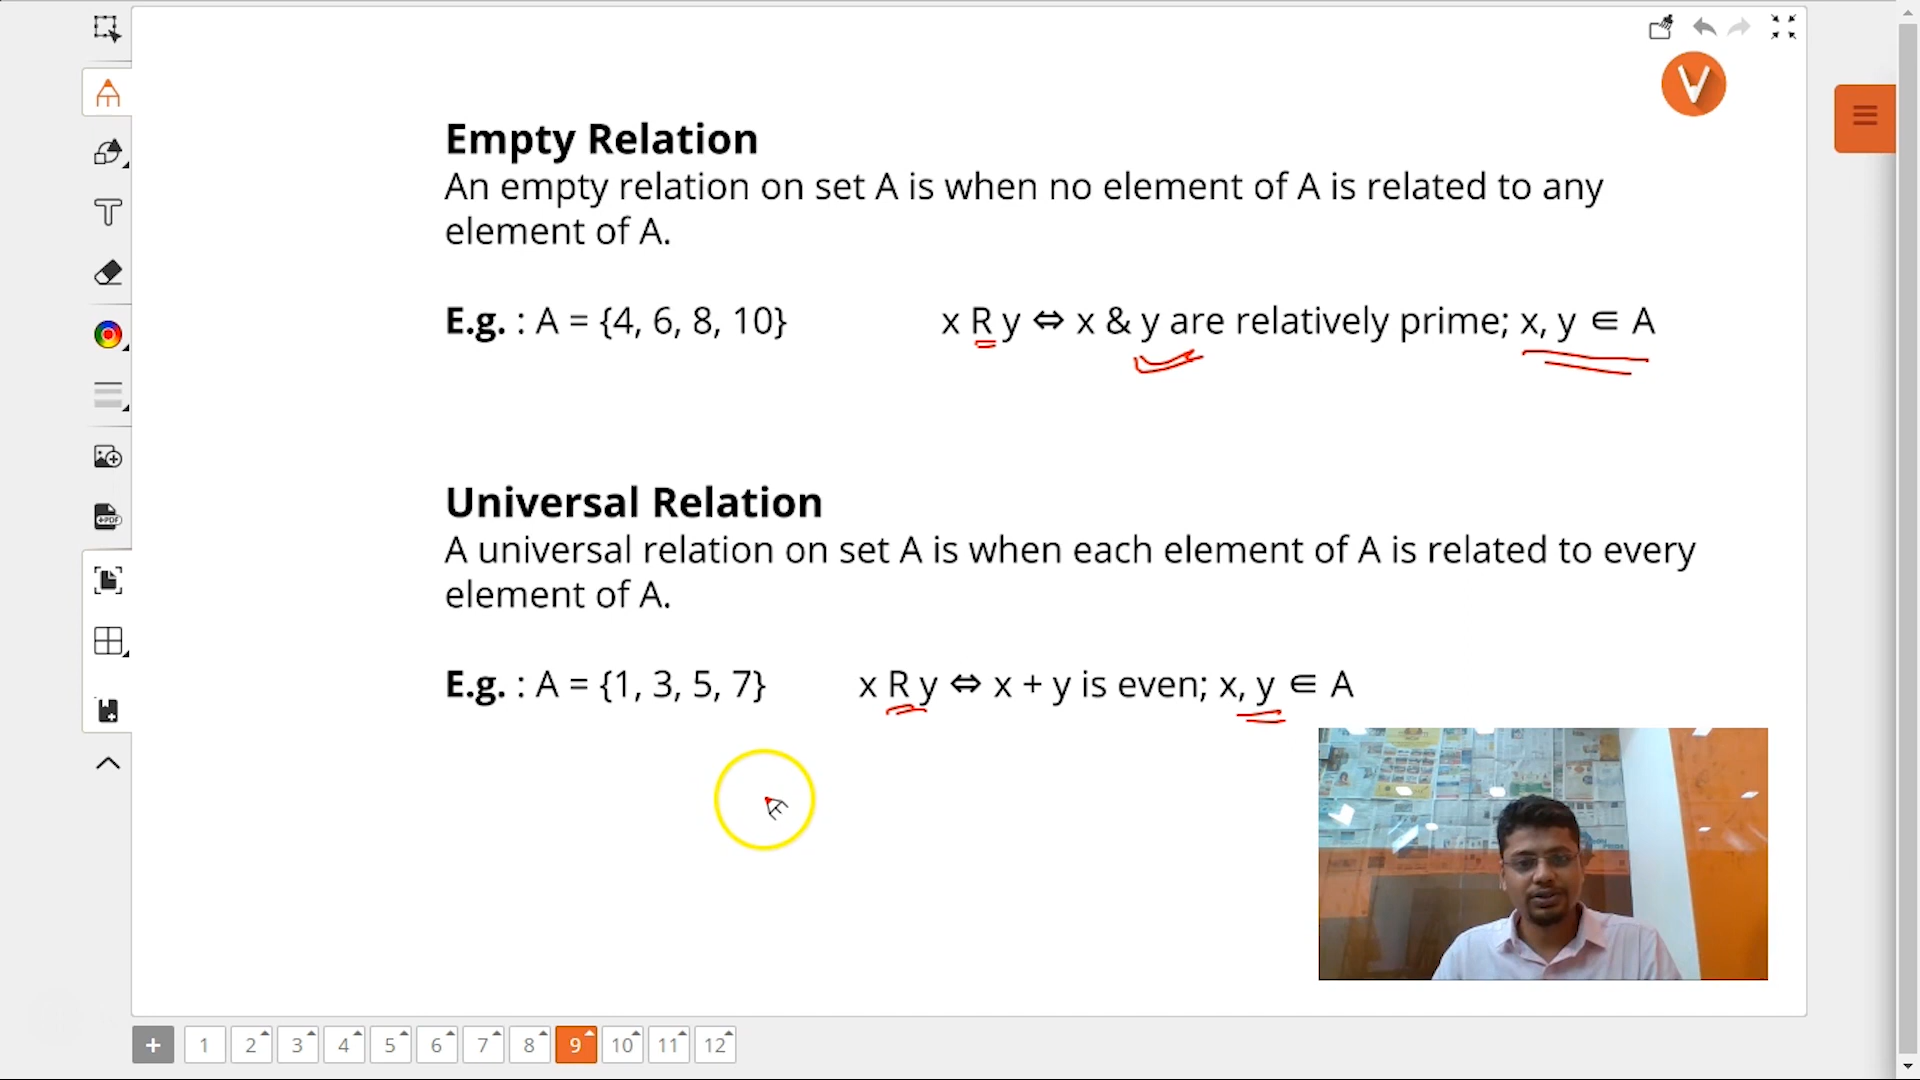 Empty Relation
An empty relation on set A is when no element of A is related to any
element of A.
E.g. : A = {4, 6, 8, 10} x R y ⇔ x & y are relatively prime; x, y ∈ A
Universal Relation
A universal relation on set A is when each element of A is related to every
element of A.
E.g. : A = {1, 3, 5, 7} x R y ⇔ x + y is even; x, y ∈ A
+ 1 2 3 4 5 6 7 8 9 10 11 12